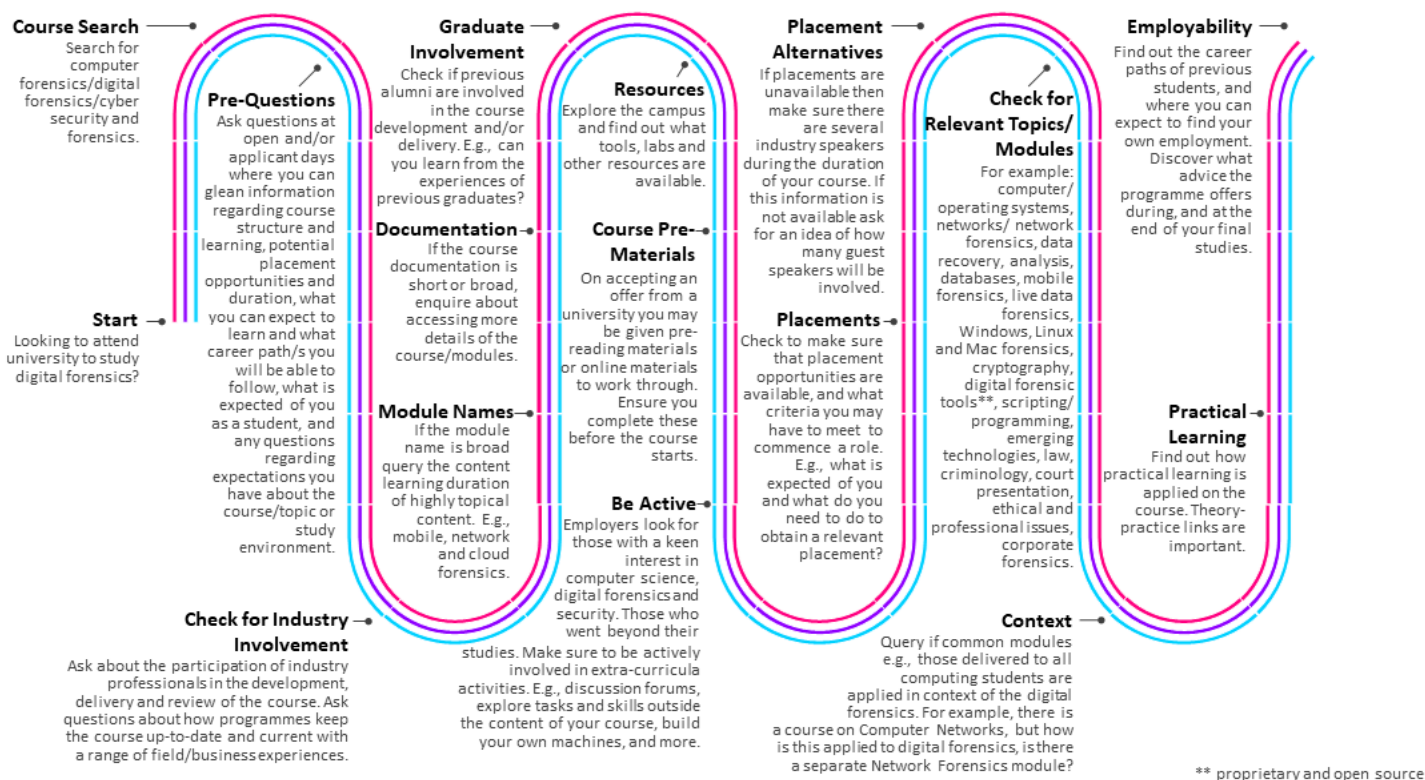 Start
Looking to attend
university to study
digital forensics?
Course Search
Search for
computer
forensics/digital
forensics/cyber
security and
forensics.
Pre-Questions
Ask questions at
open and/or
applicant days
where you can
glean information
regarding course
structure and
learning, potential
placement
opportunities and
duration, what
you can expect to
learn and what
career path/s you
will be able to
follow, what is
expected of you
as a student, and
any questions
regarding
expectations you
have about the
course/topic or
study
environment.
Check for Industry
Involvement
Ask about the participation of industry
professionals in the development,
delivery and review of the course. Ask
questions about how programmes keep
the course up-to-date and current with
a range of field/business experiences.
Module Names
If the module
name is broad
query the content
learning duration
of highly topical
content. E.g.,
mobile, network
and cloud
forensics.
Documentation
If the course
documentation is
short or broad,
enquire about
accessing more
details of the
course/modules.
Graduate
Involvement
Check if previous
alumni are involved
in the course
development and/or
delivery. E.g., can
you learn from the
experiences of
previous graduates?
Resources
Explore the campus
and find out what
tools, labs and
other resources are
available.
Course Pre-
Materials
On accepting an
offer from a
university you may
be given pre-
reading materials
or online materials
to work through.
Ensure you
complete these
before the course
starts.
Be Active
Employers look for
those with a keen
interest in
computer science,
digital forensics and
security. Those who
went beyond their
studies. Make sure to be actively
involved in extra-curricula
activities. E.g., discussion forums,
explore tasks and skills outside
the content of your course, build
your own machines, and more.
Placements
Check to make sure
that placement
opportunities are
available, and what
criteria you may
have to meet to
commence a role.
E.g., what is
expected of you
and what do you
need to do to
obtain a relevant
placement?
Placement
Alternatives
If placements are
unavailable then
make sure there
are several
industry speakers
during the duration
of your course. If
this information is
not available ask
for an idea of how
many guest
speakers will be
involved.
Check for
Relevant Topics/
Modules
For example:
computer/
operating systems,
networks/ network
forensics, data
recovery, analysis,
databases, mobile
forensics, live data
forensics,
Windows, Linux
and Mac forensics,
cryptography,
digital forensic
tools**, scripting/
programming,
emerging
technologies, law,
criminology, court
presentation,
ethical and
professional issues,
corporate
forensics.
Context
Query if common modules
e.g., those delivered to all
computing students are
applied in context of the digital
forensics. For example, there is
a course on Computer Networks, but how
is this applied to digital forensics, is there
a separate Network Forensics module?
Practical
Learning
Find out how
practical learning is
applied on the
course. Theory-
practice links are
important.
Employability
Find out the career
paths of previous
students, and
where you can
expect to find your
own employment.
Discover what
advice the
programme offers
during, and at the
end of your final
studies.
** proprietary and open source